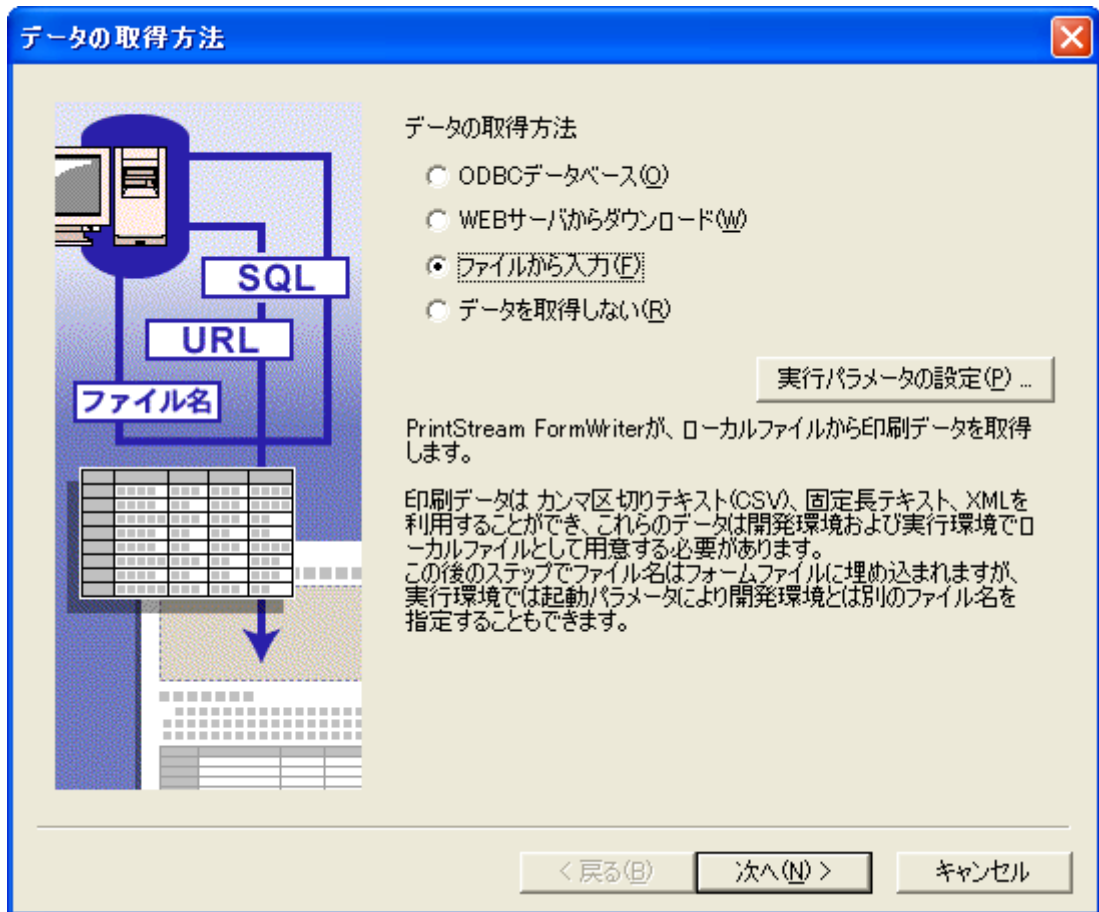 データの取得方法
SQL
URL
ファイル名
データの取得方法
ODBCデータベース(O)
WEBサーバからダウンロード(W)
ファイルから入力(F)
データを取得しない(R)
実行パラメータの設定(P) ...
PrintStream FormWriterが、ローカルファイルから印刷データを取得
します。
印刷データは カンマ区切りテキスト(CSV)、固定長テキスト、XMLを
利用することができ、これらのデータは開発環境および実行環境でロ
ーカルファイルとして用意する必要があります。
この後のステップでファイル名はフォームファイルに埋め込まれますが、
実行環境では起動パラメータにより開発環境とは別のファイル名を
指定することもできます。
< 戻る(B)
次へ(N) >
キャンセル